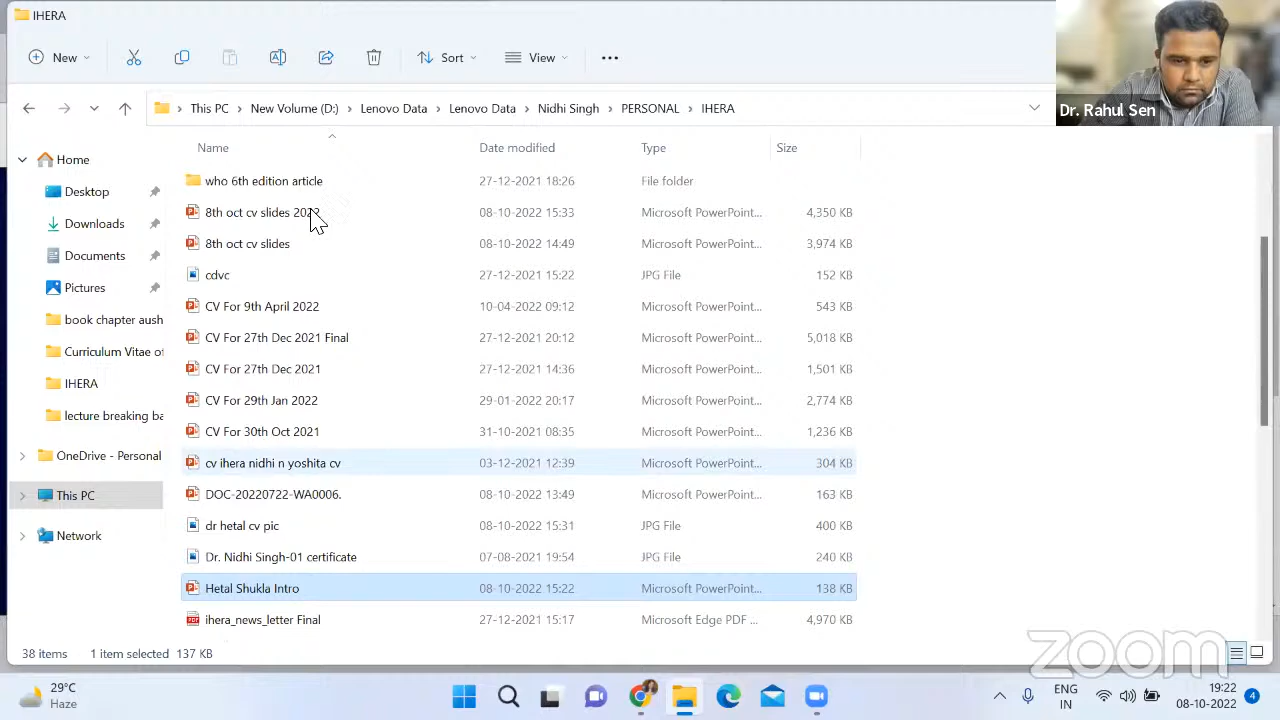 IHERA
New
Sort
View
This PC > New Volume (D:) > Lenovo Data > Lenovo Data > Nidhi Singh > PERSONAL > IHERA
Dr. Rahul Sen
Name Date modified Type Size
Home
Desktop
Downloads
Documents
Pictures
book chapter aush
Curriculum Vitae of
IHERA
lecture breaking ba
OneDrive - Personal
This PC
Network
who 6th edition article 27-12-2021 18:26 File folder
8th oct cv slides 2022 08-10-2022 15:33 Microsoft PowerPoint... 4,350 KB
8th oct cv slides 08-10-2022 14:49 Microsoft PowerPoint... 3,974 KB
cdvc 27-12-2021 15:22 JPG File 152 KB
CV For 9th April 2022 10-04-2022 09:12 Microsoft PowerPoint... 543 KB
CV For 27th Dec 2021 Final 27-12-2021 20:12 Microsoft PowerPoint... 5,018 KB
CV For 27th Dec 2021 27-12-2021 14:36 Microsoft PowerPoint... 1,501 KB
CV For 29th Jan 2022 29-01-2022 20:17 Microsoft PowerPoint... 2,774 KB
CV For 30th Oct 2021 31-10-2021 08:35 Microsoft PowerPoint... 1,236 KB
cv ihera nidhi n yoshita cv 03-12-2021 12:39 Microsoft PowerPoint... 304 KB
DOC-20220722-WA0006. 08-10-2022 13:49 Microsoft PowerPoint... 163 KB
dr hetal cv pic 08-10-2022 15:31 JPG File 400 KB
Dr. Nidhi Singh-01 certificate 07-08-2021 19:54 JPG File 240 KB
Hetal Shukla Intro 08-10-2022 15:22 Microsoft PowerPoint... 138 KB
ihera_news_letter Final 27-12-2021 15:17 Microsoft Edge PDF ... 4,970 KB
38 items 1 item selected 137 KB
zoom
29°C
Haze
ENG
IN
19:22
08-10-2022
4